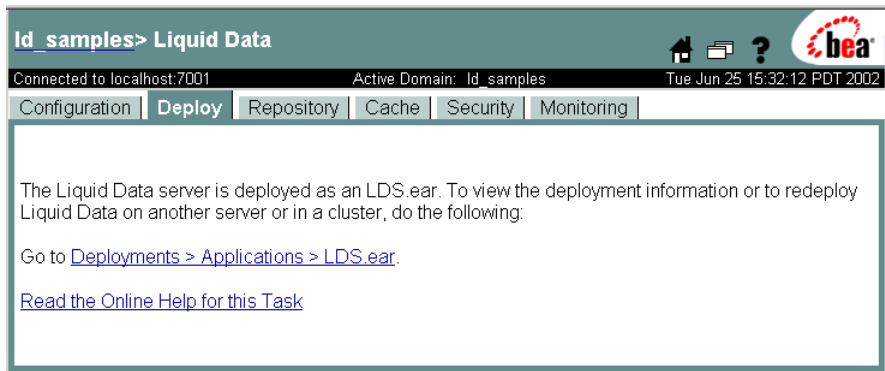 ld_samples> Liquid Data
? bea
Connected to localhost:7001 Active Domain: ld_samples Tue Jun 25 15:32:12 PDT 2002
Configuration Deploy Repository Cache Security Monitoring
The Liquid Data server is deployed as an LDS.ear. To view the deployment information or to redeploy
Liquid Data on another server or in a cluster, do the following:
Go to Deployments > Applications > LDS.ear.
Read the Online Help for this Task